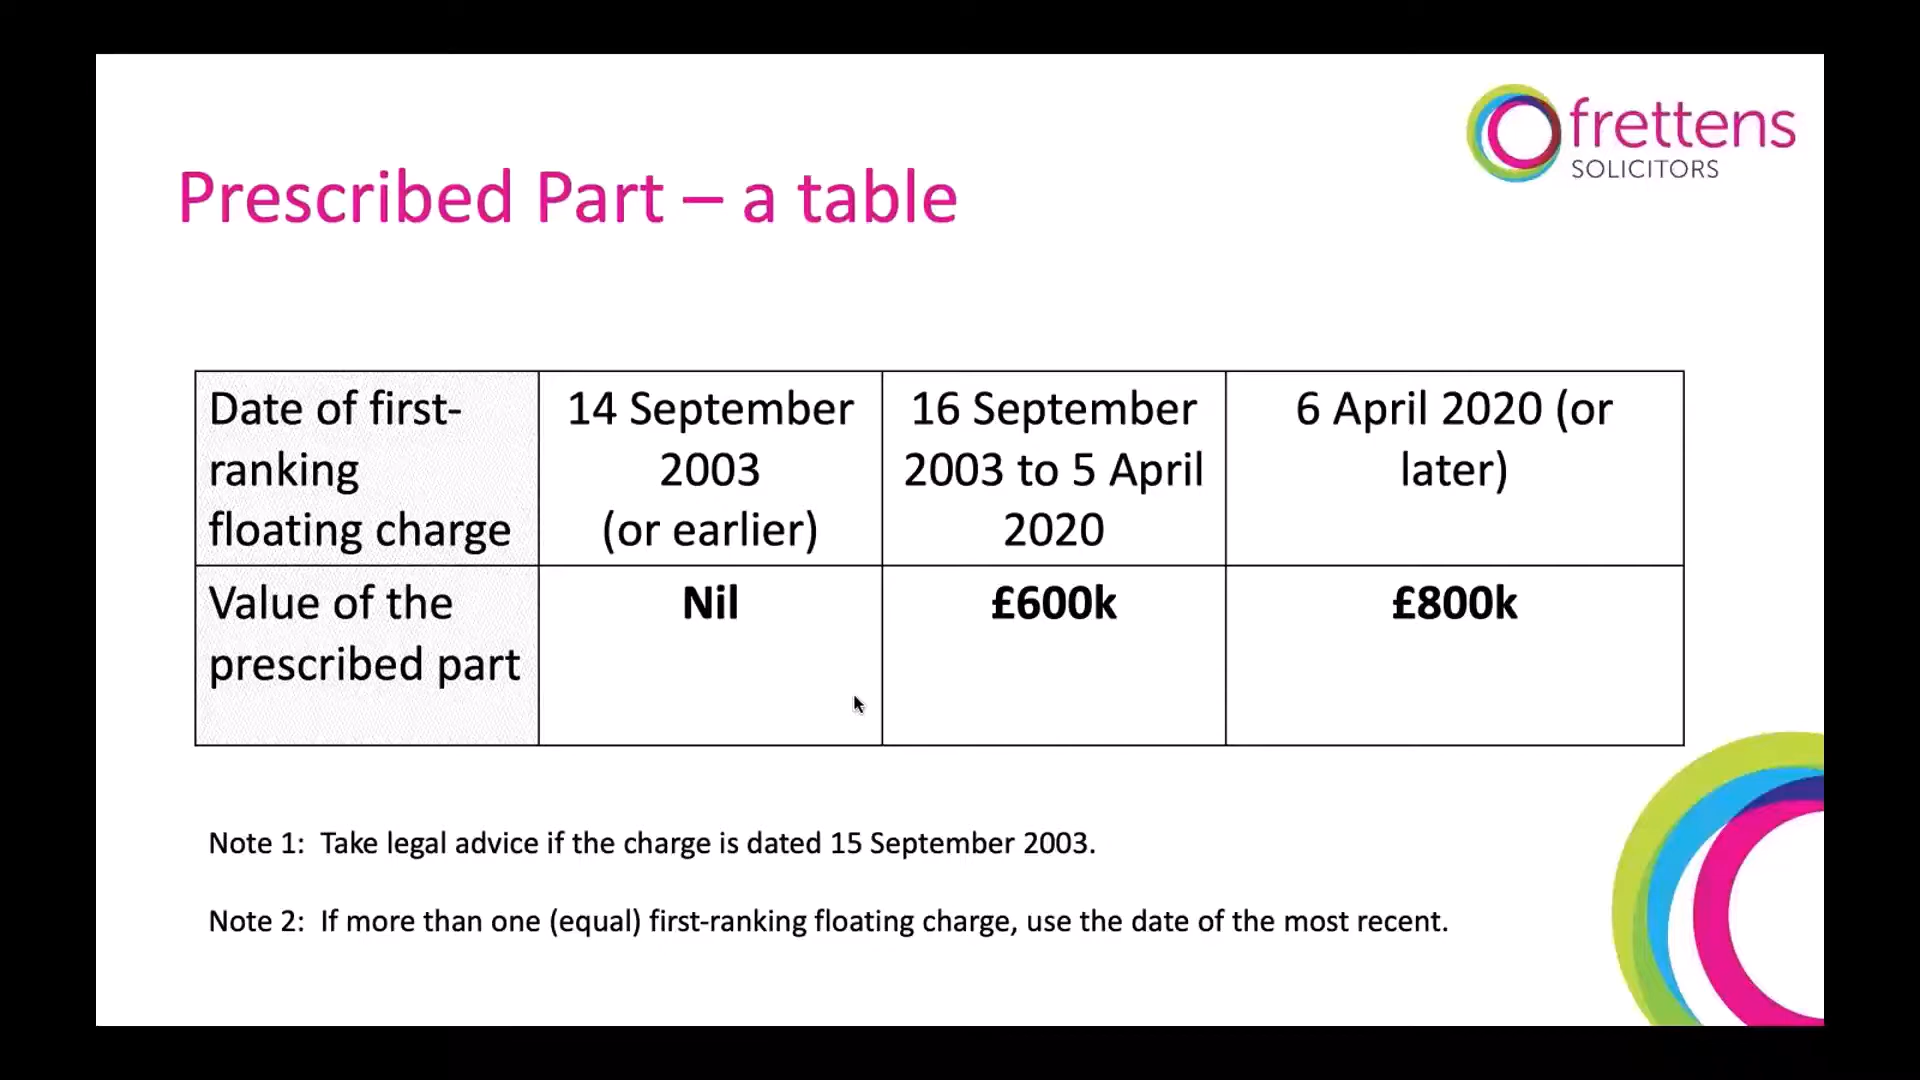 frettens
SOLICITORS
Prescribed Part – a table
Date of first-
ranking
floating charge
14 September
2003
(or earlier)
16 September
2003 to 5 April
2020
6 April 2020 (or
later)
Value of the
prescribed part
Nil
£600k
£800k
Note 1:  Take legal advice if the charge is dated 15 September 2003.
Note 2:  If more than one (equal) first-ranking floating charge, use the date of the most recent.